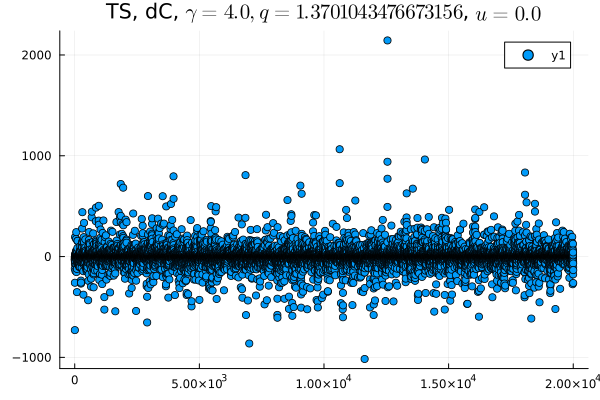 TS, dC, γ = 4.0, q = 1.3701043476673156, u = 0.0
y1
2000
1000
0
−1000
0 5.00×10³ 1.00×10⁴ 1.50×10⁴ 2.00×10⁴